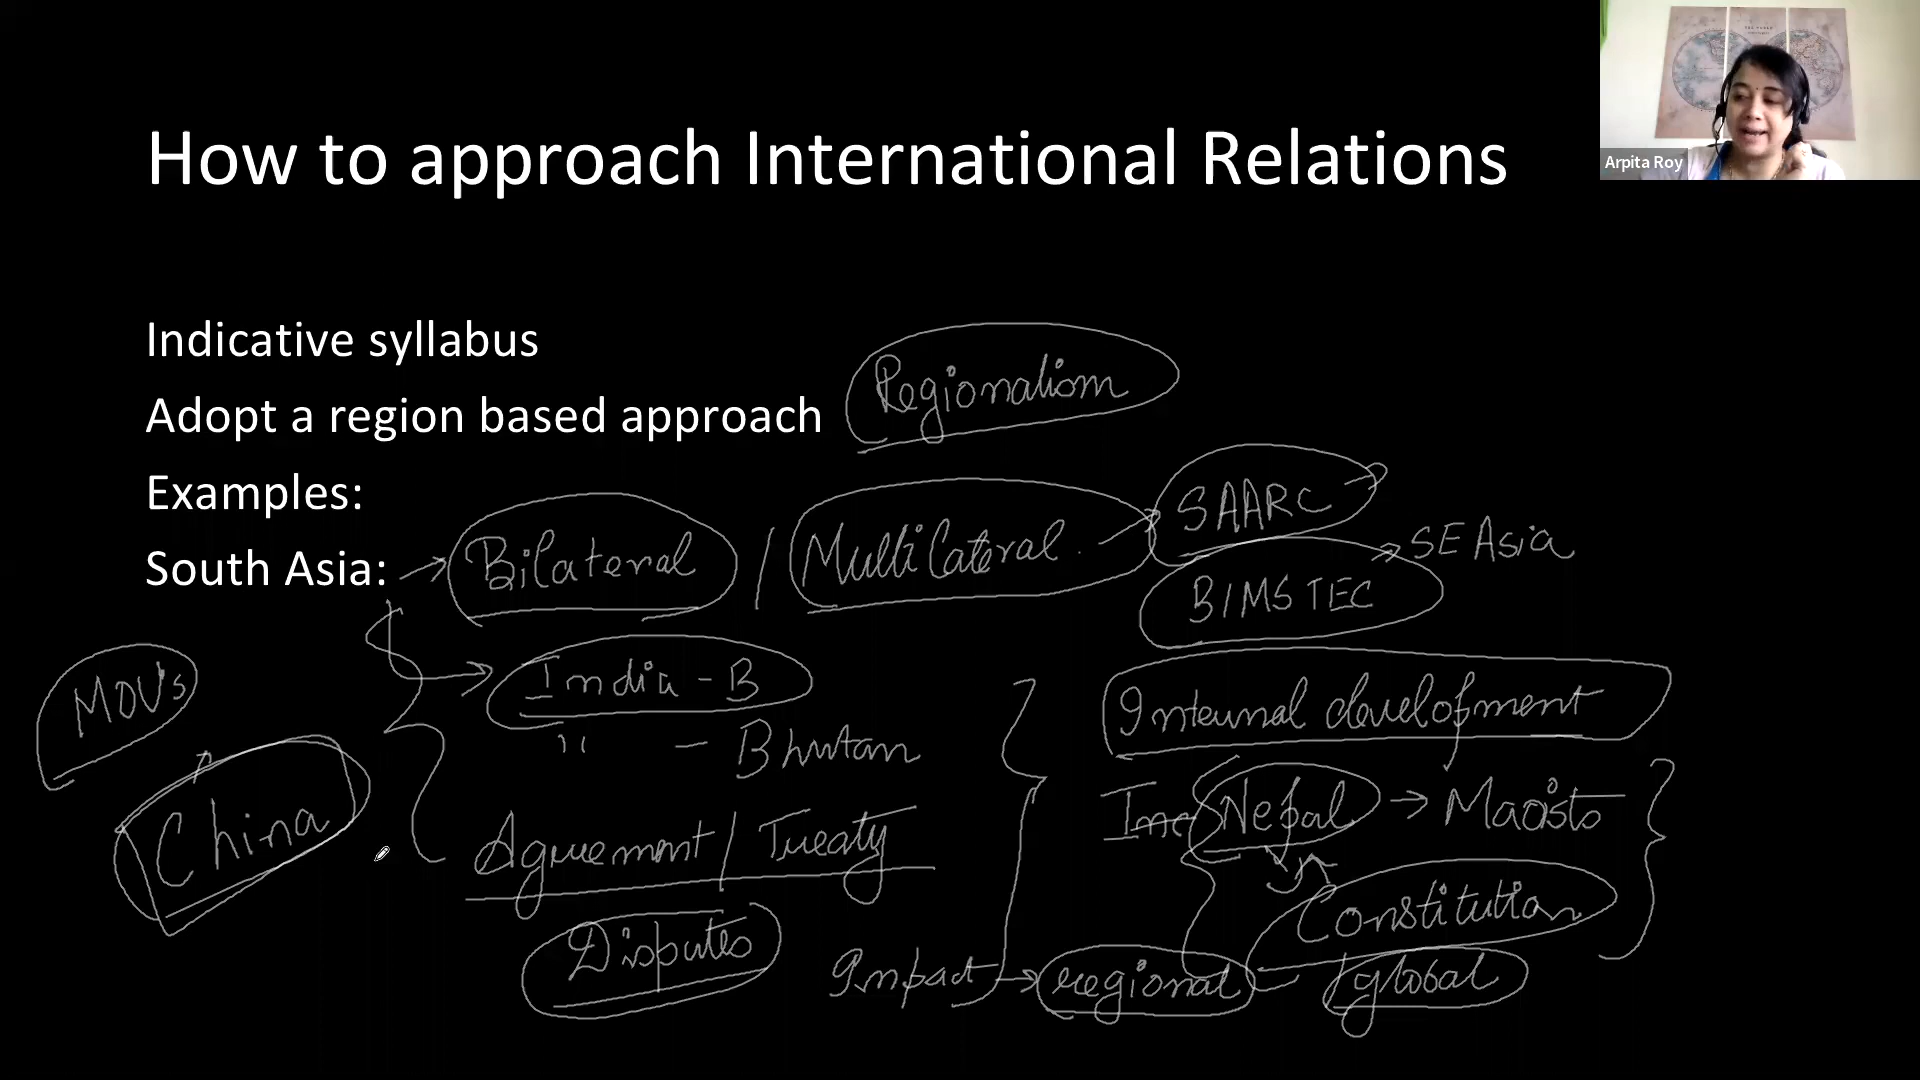 How to approach International Relations
Arpita Roy
Indicative syllabus
Adopt a region based approach Regionalism
Examples:
South Asia: → Bilateral / Multilateral → SAARC
BIMSTEC → SE Asia
MOU's
India - B
Internal development
" - Bhutan
China
Nepal → Maoists
Agreement / Treaty
Constitution
Disputes
Impact → regional / global